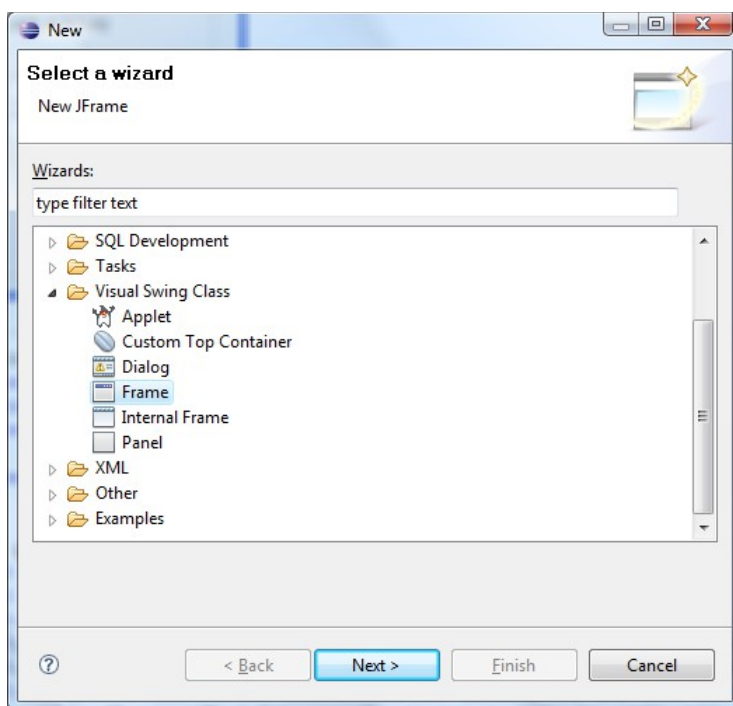 New
Select a wizard
New JFrame
Wizards:
type filter text
SQL Development
Tasks
Visual Swing Class
Applet
Custom Top Container
Dialog
Frame
Internal Frame
Panel
XML
Other
Examples
< Back Next > Finish Cancel